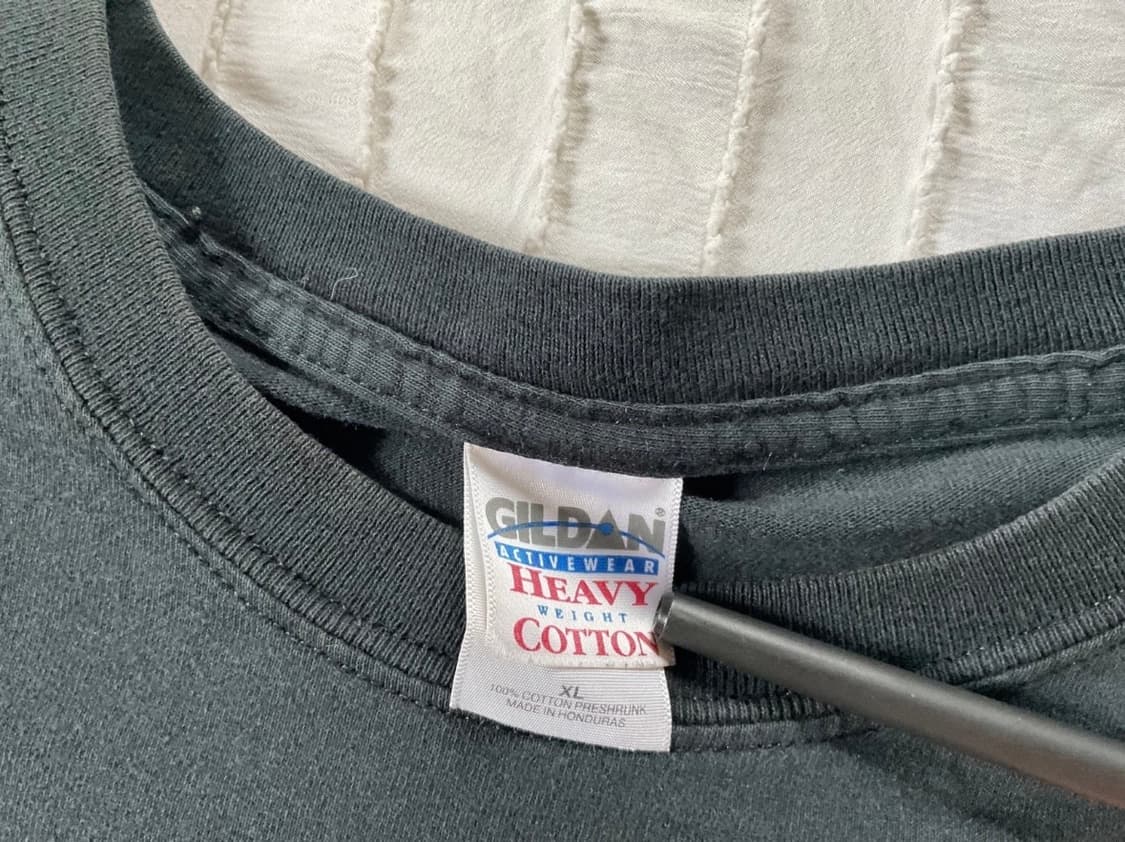 GILDAN®
ACTIVEWEAR
HEAVY
WEIGHT
COTTON
XL
100% COTTON PRESHRUNK
MADE IN HONDURAS